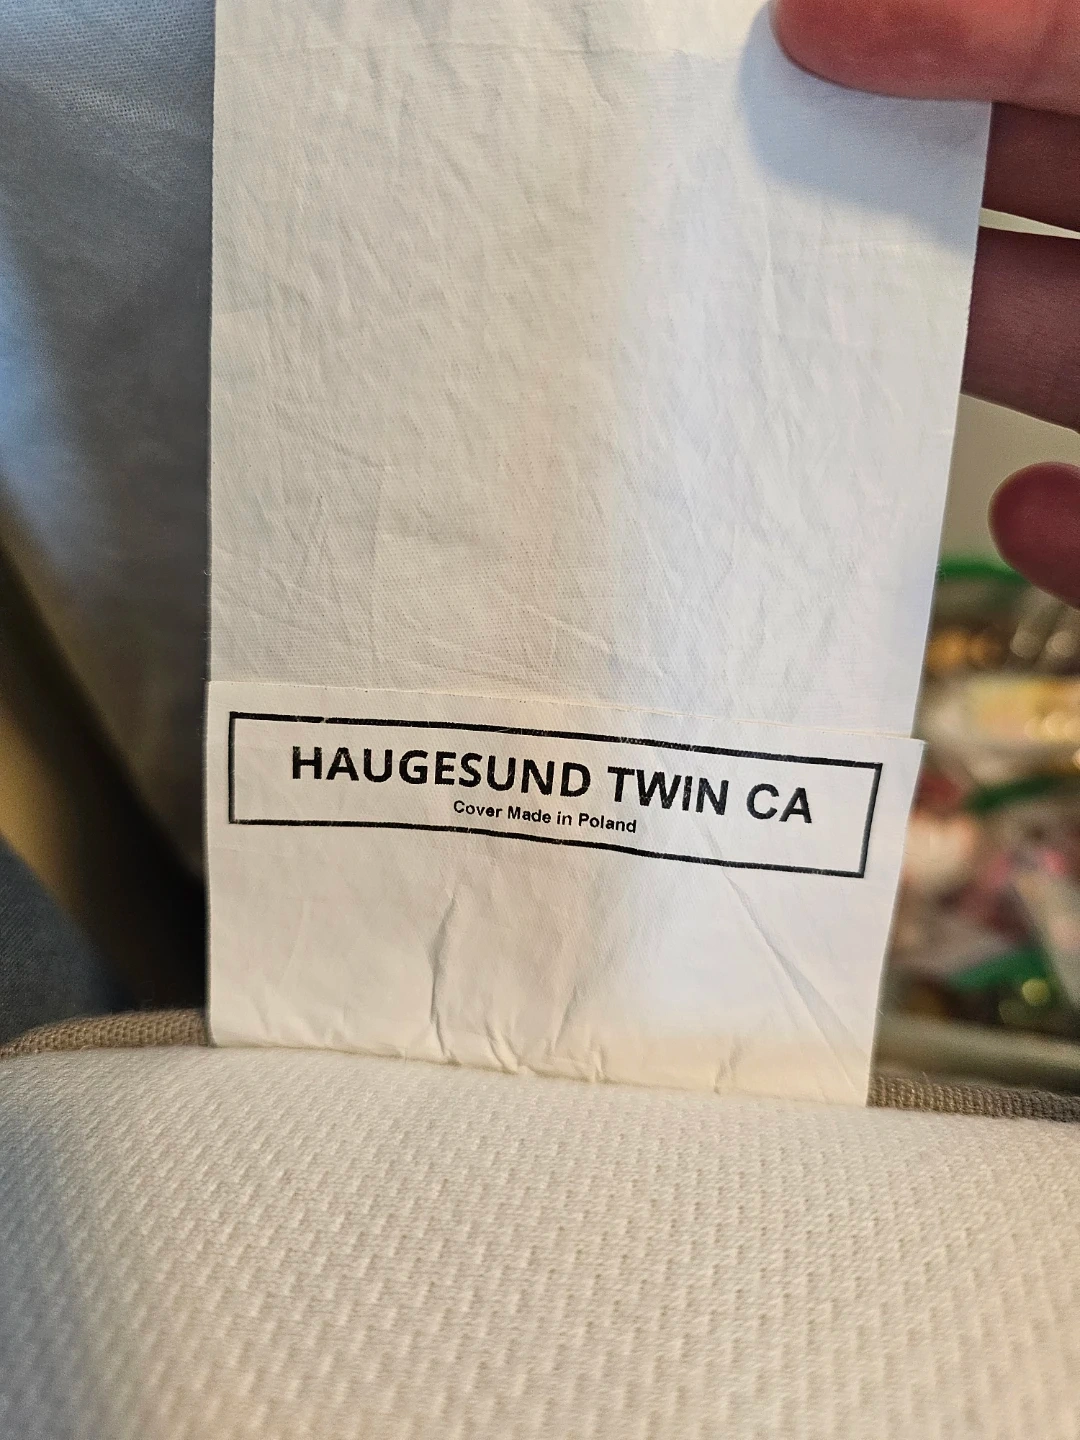 HAUGESUND TWIN CA
Cover Made in Poland